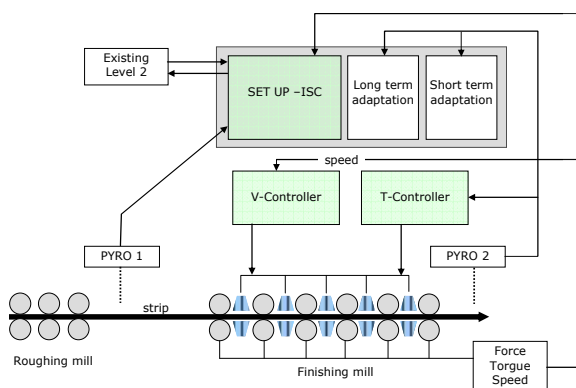 Existing
Level 2
SET UP –ISC
Long term
adaptation
Short term
adaptation
speed
V-Controller
T-Controller
PYRO 1
PYRO 2
strip
Roughing mill
Finishing mill
Force
Torgue
Speed